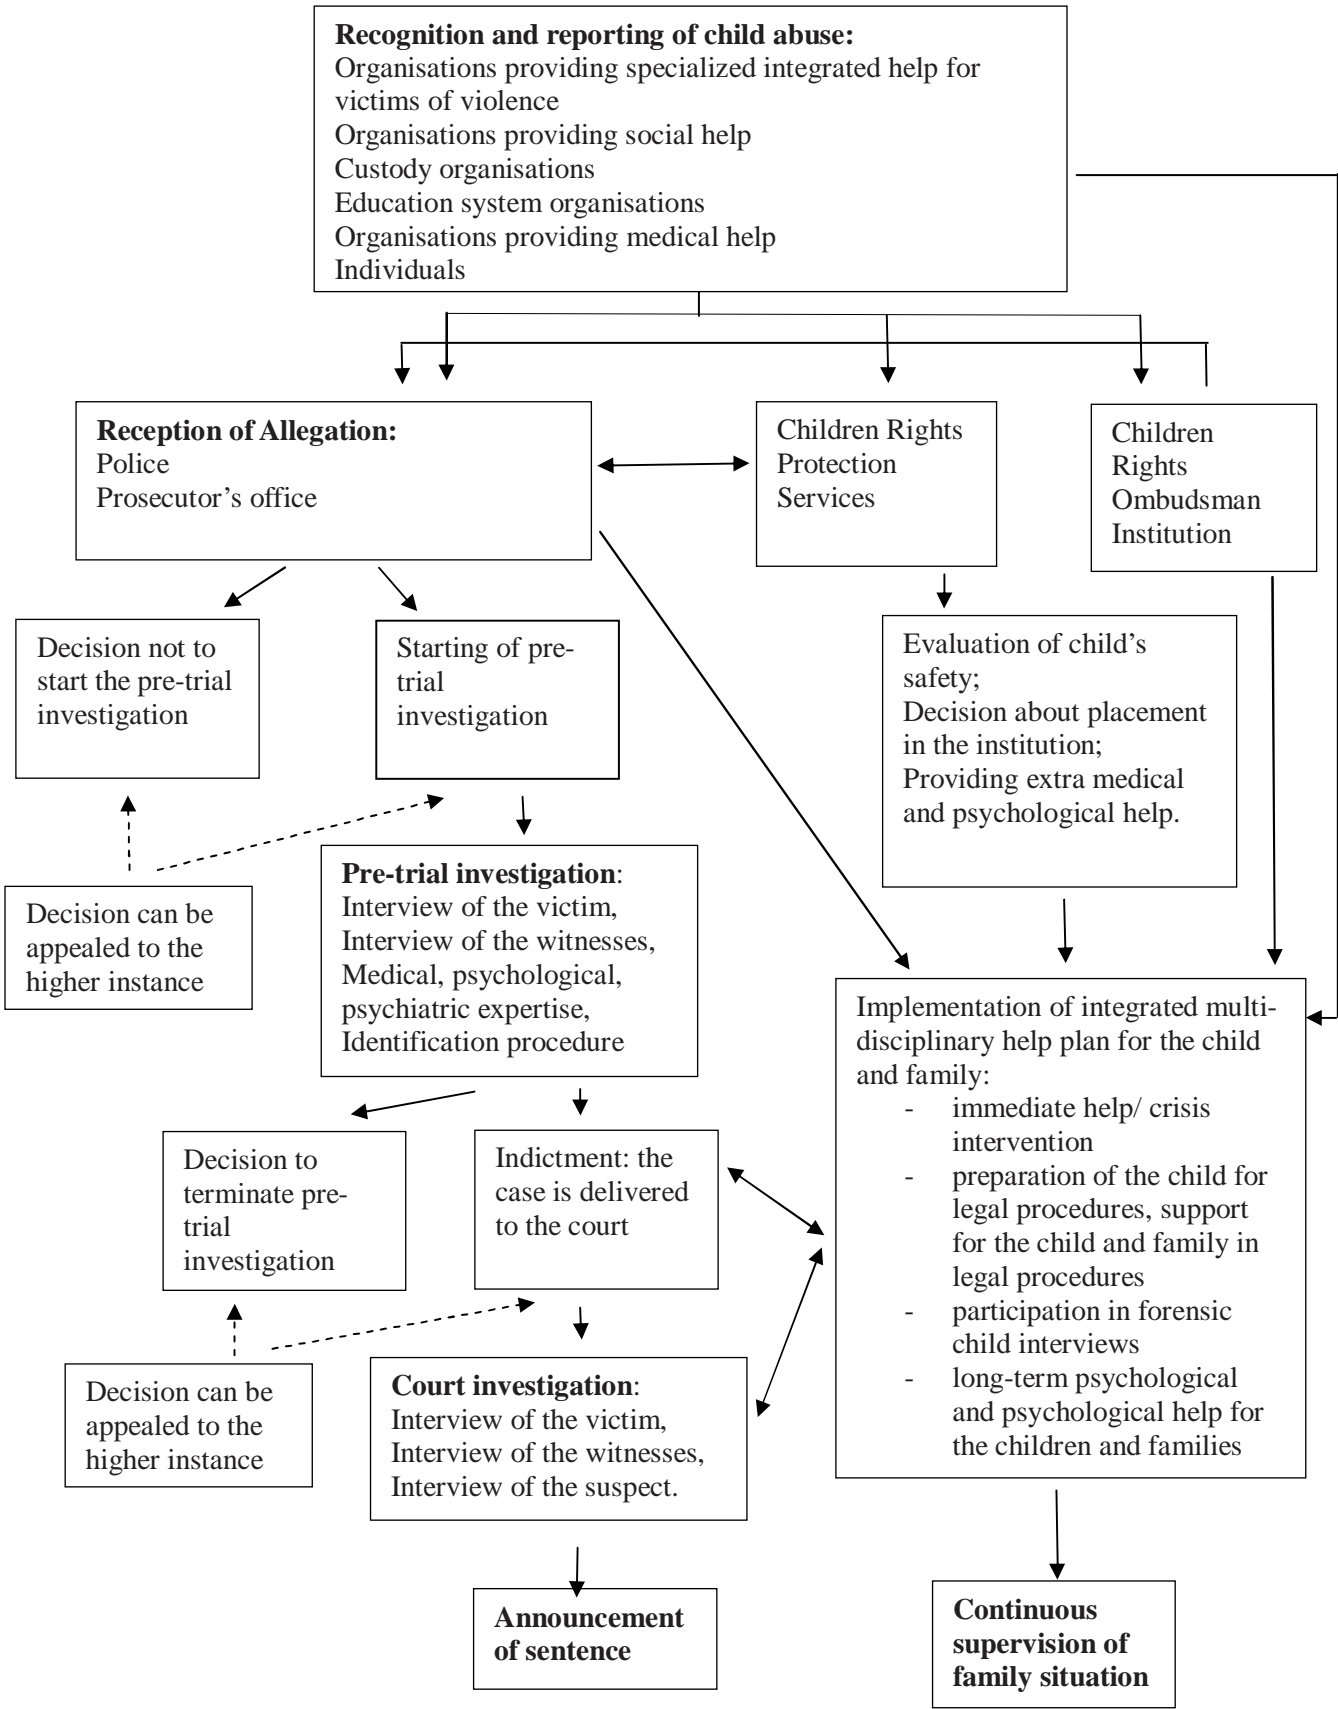 Recognition and reporting of child abuse:
Organisations providing specialized integrated help for
victims of violence
Organisations providing social help
Custody organisations
Education system organisations
Organisations providing medical help
Individuals
Reception of Allegation:
Police
Prosecutor’s office
Children Rights
Protection
Services
Children
Rights
Ombudsman
Institution
Decision not to
start the pre-trial
investigation
Starting of pre-
trial
investigation
Evaluation of child’s
safety;
Decision about placement
in the institution;
Providing extra medical
and psychological help.
Decision can be
appealed to the
higher instance
Pre-trial investigation:
Interview of the victim,
Interview of the witnesses,
Medical, psychological,
psychiatric expertise,
Identification procedure
Implementation of integrated multi-
disciplinary help plan for the child
and family:
- immediate help/ crisis
intervention
- preparation of the child for
legal procedures, support
for the child and family in
legal procedures
- participation in forensic
child interviews
- long-term psychological
and psychological help for
the children and families
Decision to
terminate pre-
trial
investigation
Indictment: the
case is delivered
to the court
Decision can be
appealed to the
higher instance
Court investigation:
Interview of the victim,
Interview of the witnesses,
Interview of the suspect.
Announcement
of sentence
Continuous
supervision of
family situation